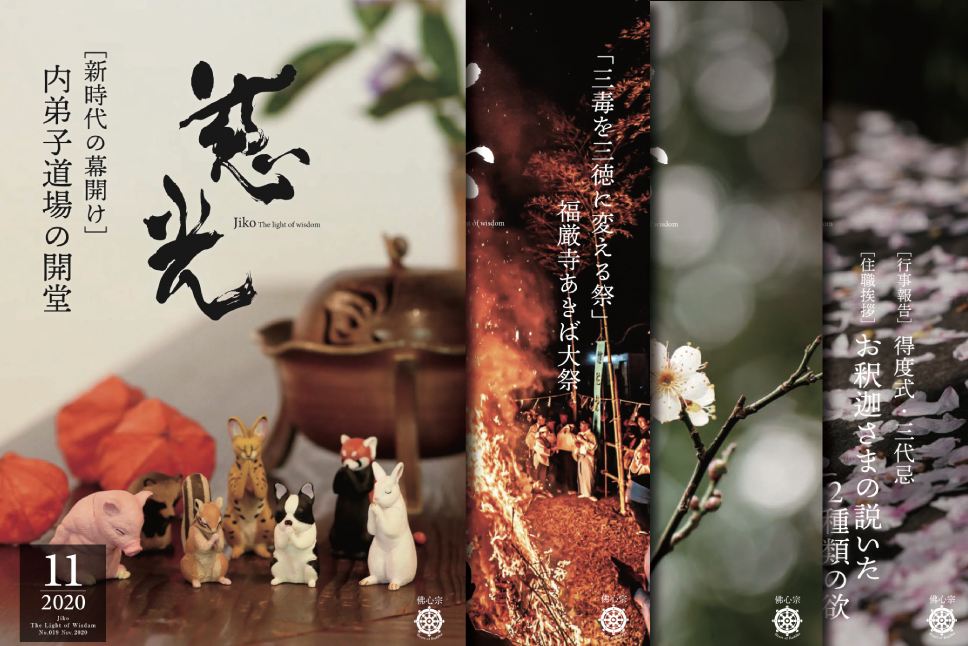 [新時代の幕開け]
内弟子道場の開堂
慈光
Jiko The light of wisdom
11
2020
Jiko
The Light of Wisdom
No.019 Nov.2020
佛心宗
「三毒を三徳に変える祭」
福厳寺あきば大祭
of wisdom
佛心宗
wisdom
佛心宗
[行事報告] 得度式・三代忌
[住職挨拶] お釈迦さまの説いた
「2種類の欲
佛心宗